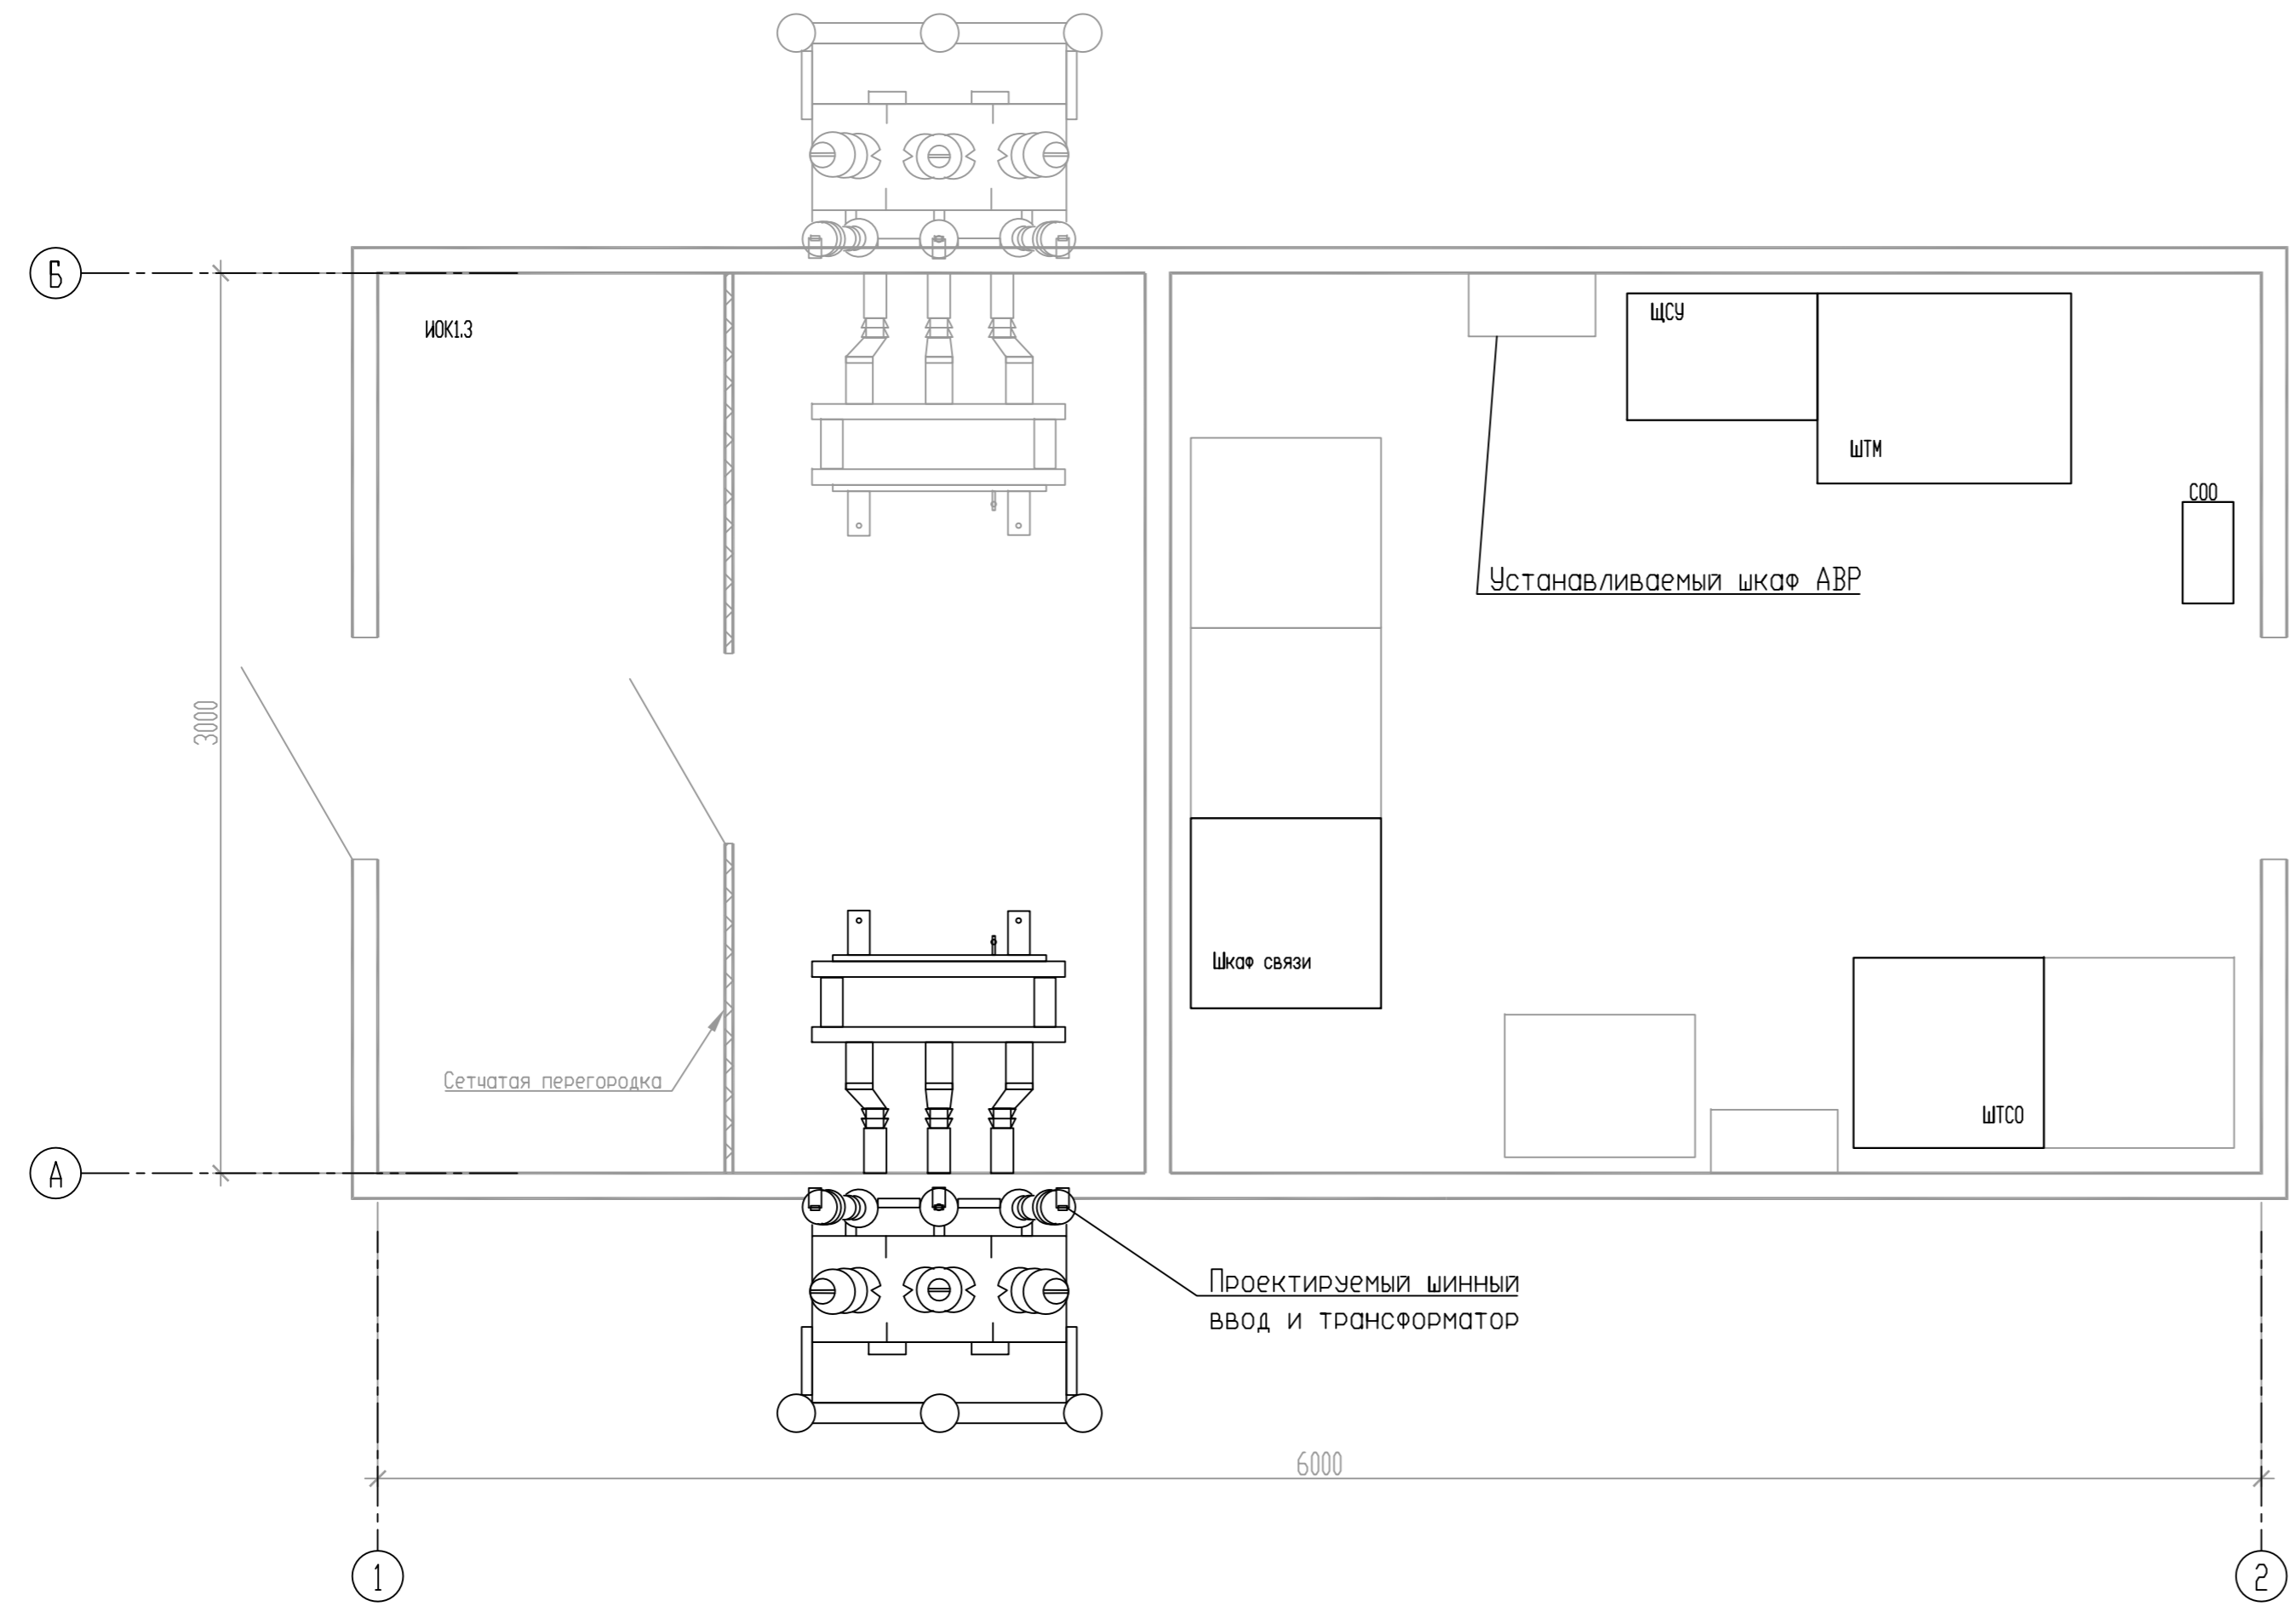 Б
ИОК1.3
ЩСУ
ШТМ
СОО
Устанавливаемый шкаф АВР
3000
Шкаф связи
Сетчатая перегородка
ШТСО
А
Проектируемый шинный
ввод и трансформатор
6000
1
2